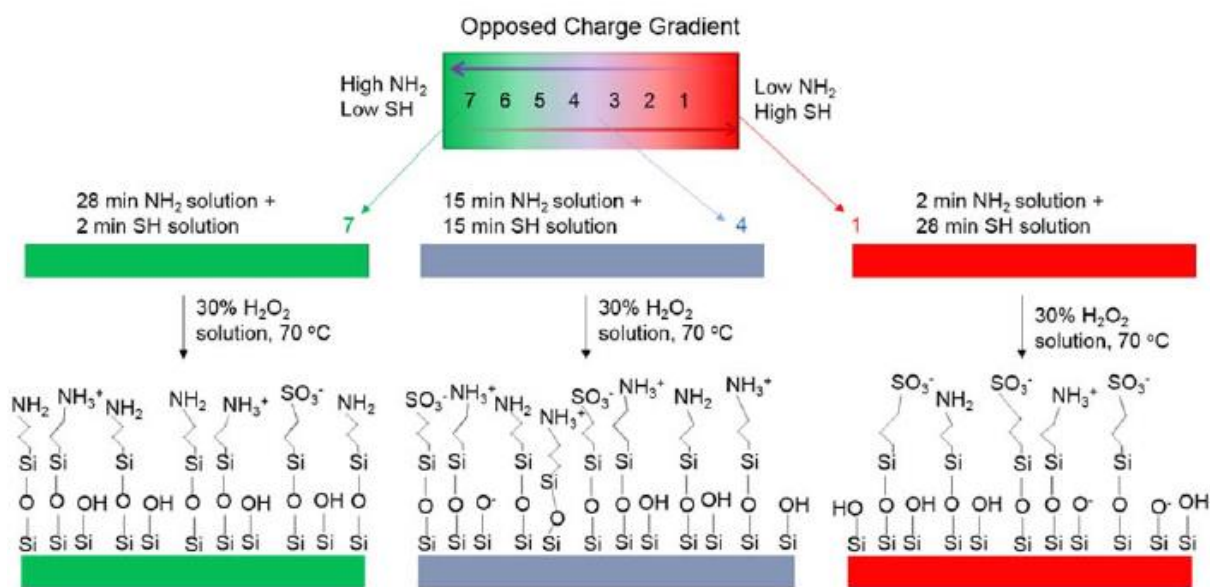 Opposed Charge Gradient
High NH₂
Low SH
7 6 5 4 3 2 1
Low NH₂
High SH
28 min NH₂ solution +
2 min SH solution
7
15 min NH₂ solution +
15 min SH solution
4
1
2 min NH₂ solution +
28 min SH solution
30% H₂O₂
solution, 70 °C
30% H₂O₂
solution, 70 °C
30% H₂O₂
solution, 70 °C
NH₂ NH₃⁺ NH₂ NH₂ NH₃⁺ SO₃⁻ NH₂
Si Si Si Si Si Si Si
O O OH O OH O O O OH O
Si Si Si Si Si Si Si Si Si Si
SO₃⁻ NH₃⁺ NH₂ NH₃⁺ SO₃⁻ NH₃⁺ NH₂ NH₃⁺
Si Si Si Si Si Si Si Si
O O O⁻ O O O O OH O OH O OH
Si Si Si Si Si Si Si Si Si Si Si Si
SO₃⁻ NH₂ SO₃⁻ NH₃⁺ SO₃⁻
Si Si Si Si Si
HO O OH O OH O O O⁻ O O⁻ OH
Si Si Si Si Si Si Si Si Si Si Si